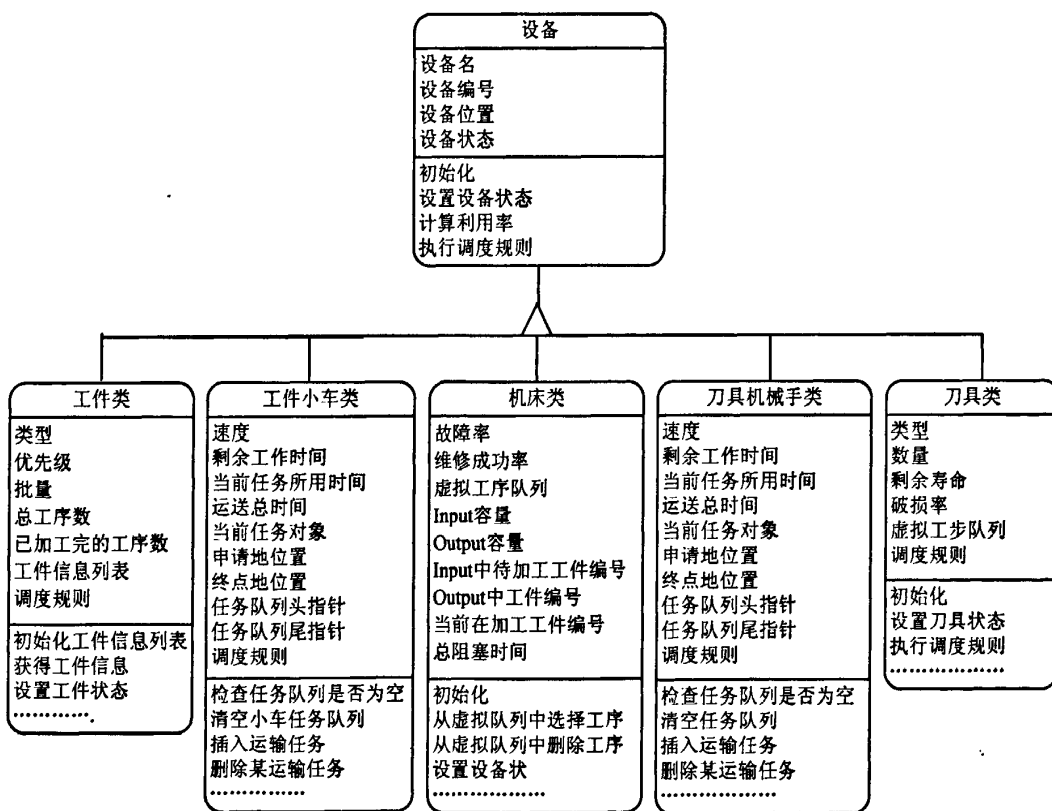 设备
设备名
设备编号
设备位置
设备状态
初始化
设置设备状态
计算利用率
执行调度规则
工件类
类型
优先级
批量
总工序数
已加工完的工序数
工件信息列表
调度规则
初始化工件信息列表
获得工件信息
设置工件状态
…………
工件小车类
速度
剩余工作时间
当前任务所用时间
运送总时间
当前任务对象
申请地位置
终点地位置
任务队列头指针
任务队列尾指针
调度规则
检查任务队列是否为空
清空小车任务队列
插入运输任务
删除某运输任务
……………
机床类
故障率
维修成功率
虚拟工序队列
Input容量
Output容量
Input中待加工工件编号
Output中工件编号
当前在加工工件编号
总阻塞时间
初始化
从虚拟队列中选择工序
从虚拟队列中删除工序
设置设备状
………………
刀具机械手类
速度
剩余工作时间
当前任务所用时间
运送总时间
当前任务对象
申请地位置
终点地位置
任务队列头指针
任务队列尾指针
调度规则
检查任务队列是否为空
清空任务队列
插入运输任务
删除某运输任务
………………
刀具类
类型
数量
剩余寿命
破损率
虚拟工步队列
调度规则
初始化
设置刀具状态
执行调度规则
………………